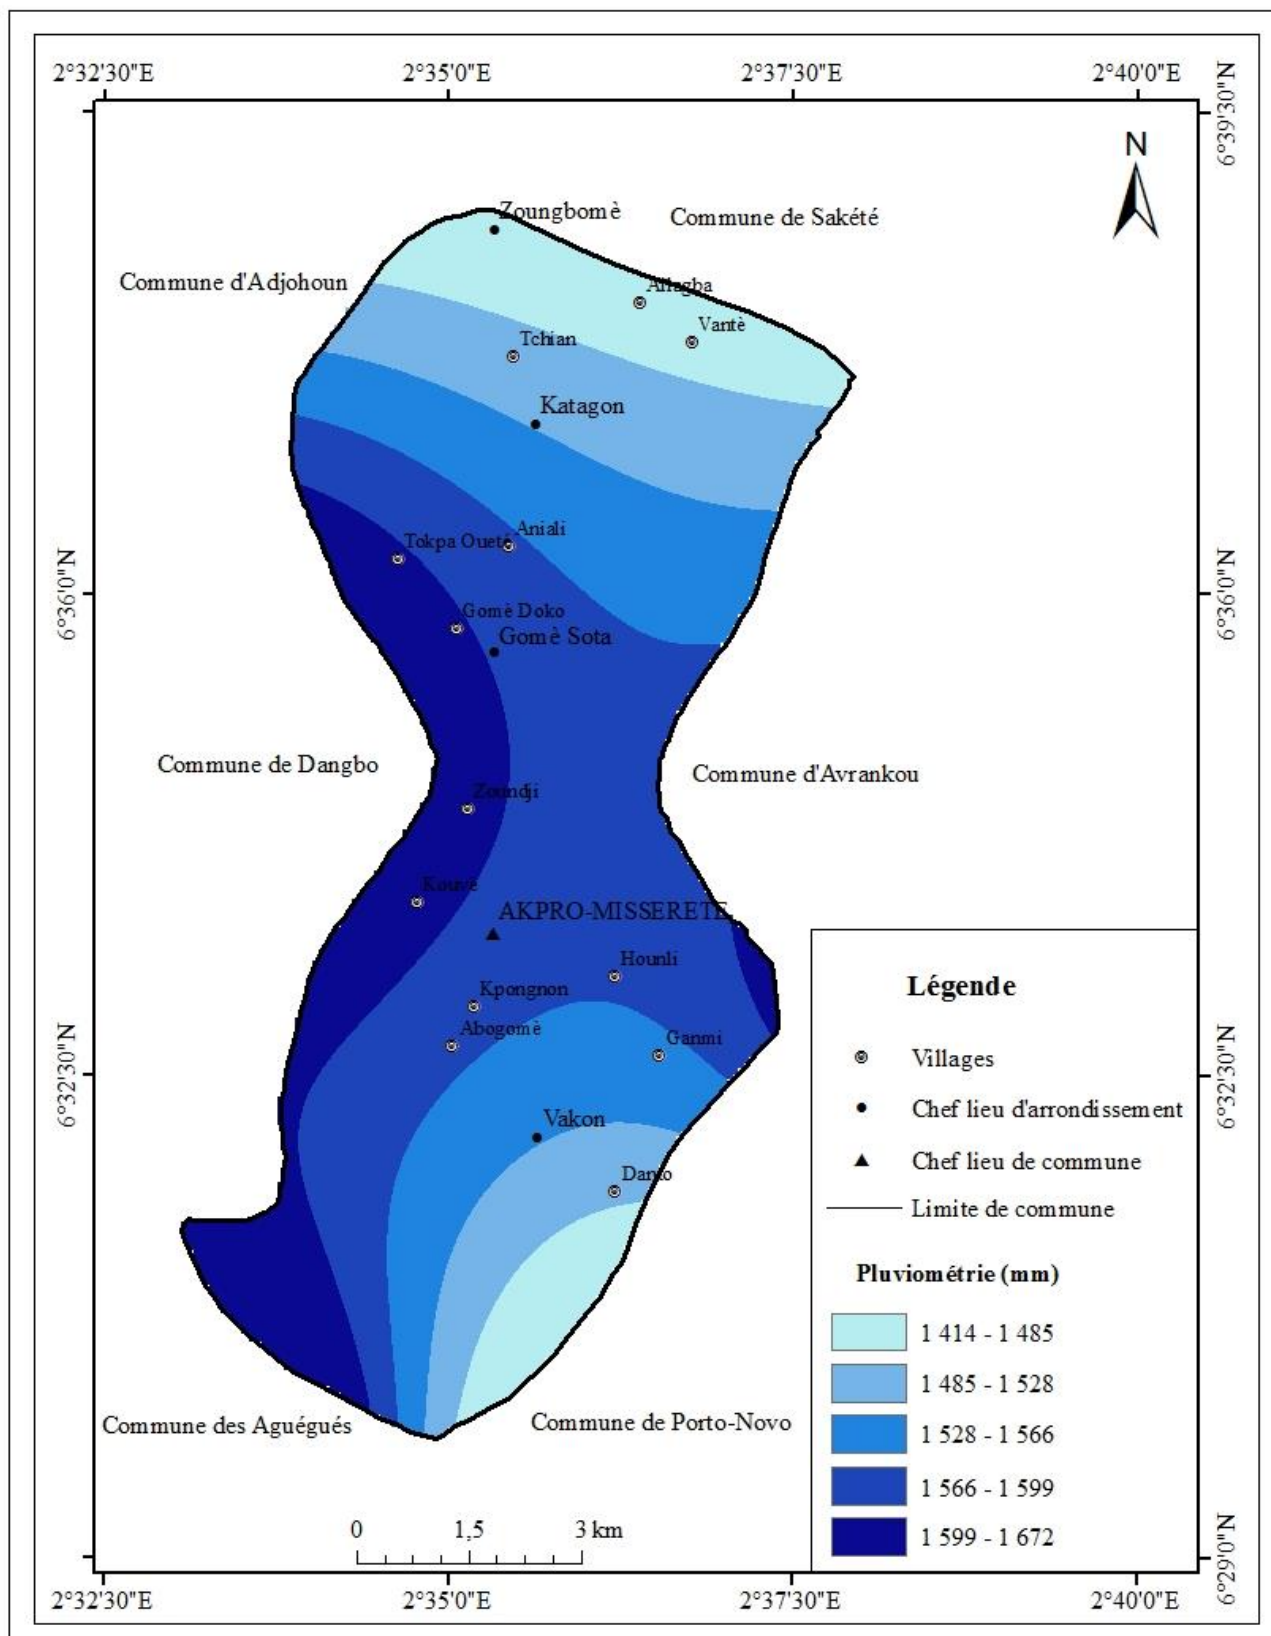 2°32'30"E 2°35'0"E 2°37'30"E 2°40'0"E
6°39'30"N
N
Zoungbomè
Commune de Sakété
Commune d'Adjohoun
Allagba
Vantè
Tchian
Katagon
Aniali
Tokpa Oueté
6°36'0"N
6°36'0"N
Gomè Doko
Gomè Sota
Commune de Dangbo
Commune d'Avrankou
Zoundji
Kouvè
AKPRO-MISSERETE
Hounli
Kpongnon
Abogomè
Ganmi
6°32'30"N
6°32'30"N
Vakon
Danto
Commune des Aguégués
Commune de Porto-Novo
0 1,5 3 km
Légende
Villages
Chef lieu d'arrondissement
Chef lieu de commune
Limite de commune
Pluviométrie (mm)
1 414 - 1 485
1 485 - 1 528
1 528 - 1 566
1 566 - 1 599
1 599 - 1 672
6°29'0"N
2°32'30"E 2°35'0"E 2°37'30"E 2°40'0"E